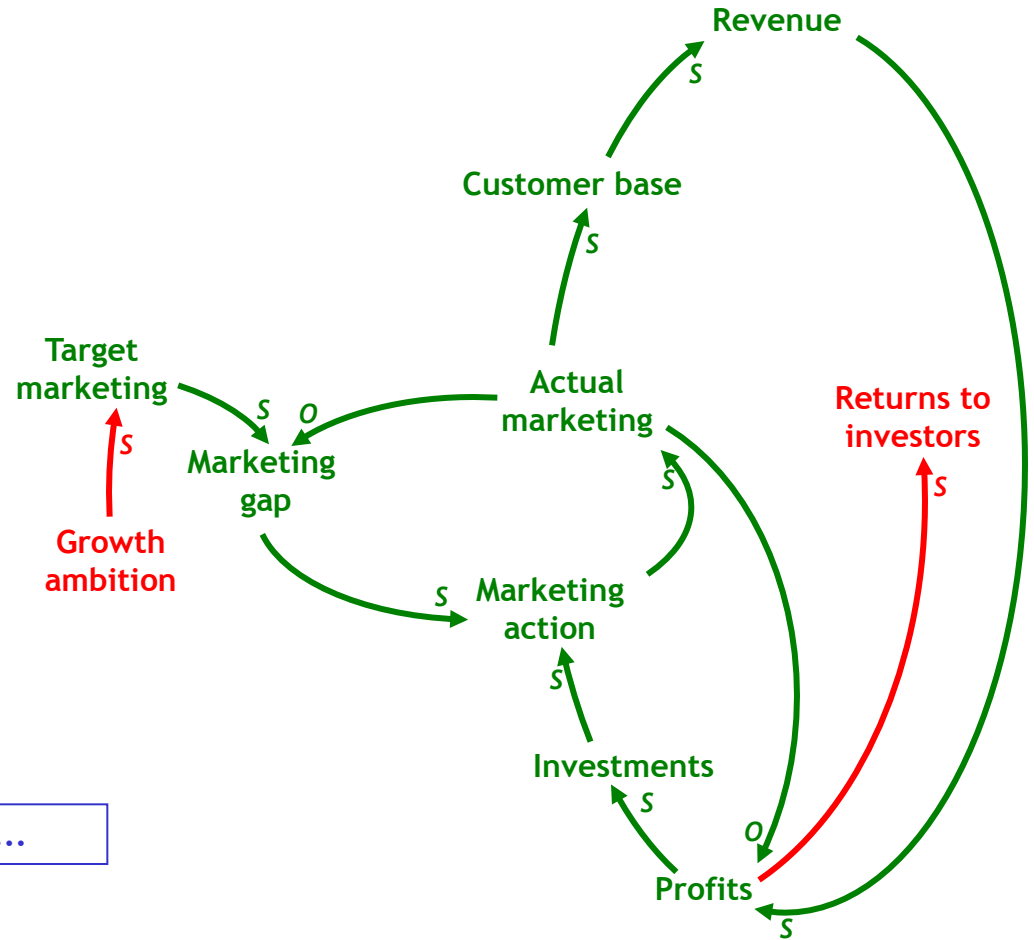 Revenue
S
Customer base
S
Target
marketing
S
O
Actual
marketing
Returns to
investors
S
Marketing
gap
S
S
Growth
ambition
S
Marketing
action
S
Investments
S
O
Profits
S
...